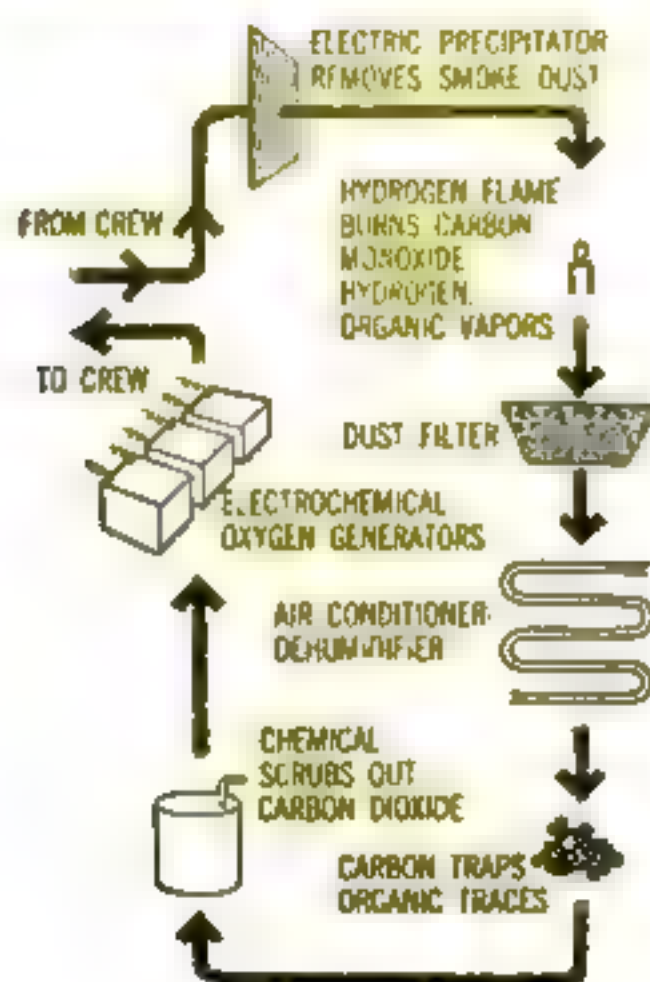 ELECTRIC PRECIPITATOR
REMOVES SMOKE DUST
FROM CREW
HYDROGEN FLAME
BURNS CARBON
MONOXIDE
HYDROGEN,
ORGANIC VAPORS
TO CREW
DUST FILTER
ELECTROCHEMICAL
OXYGEN GENERATORS
AIR CONDITIONER-
DEHUMIDIFIER
CHEMICAL
SCRUBS OUT
CARBON DIOXIDE
CARBON TRAPS
ORGANIC TRACES